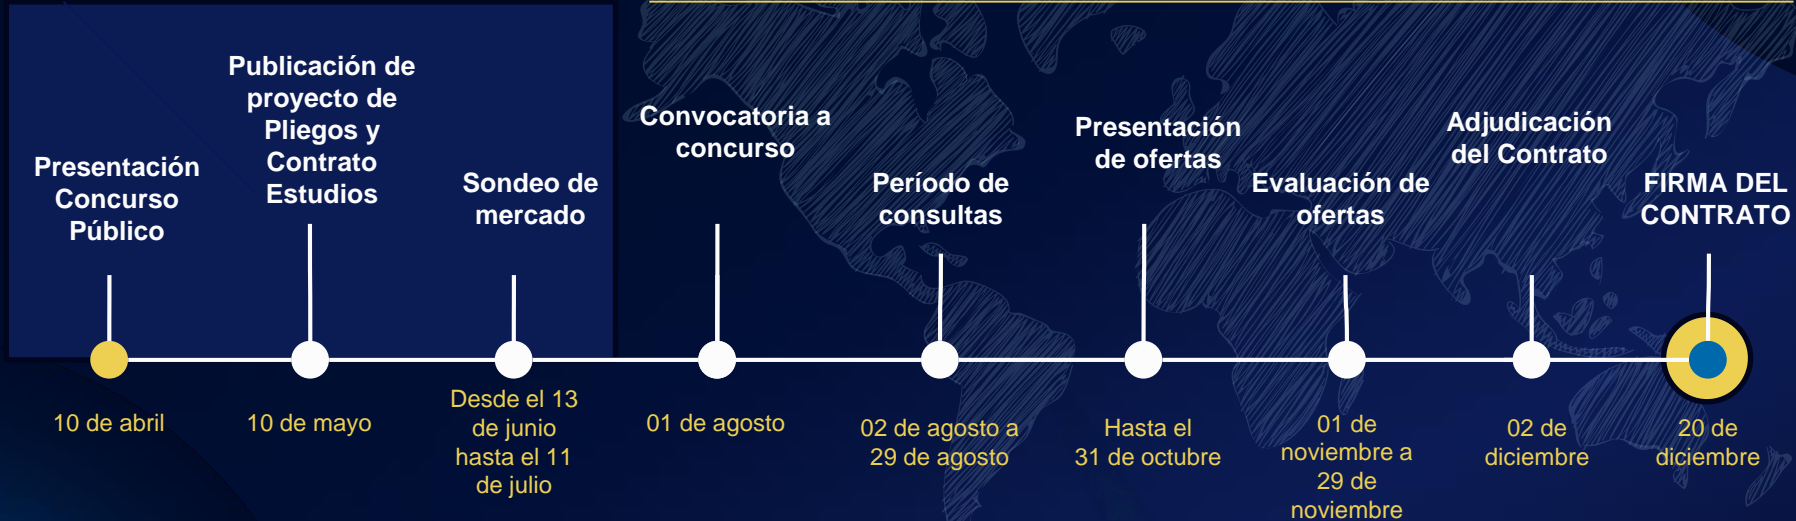 Presentación
Concurso
Público
10 de abril
Publicación de
proyecto de
Pliegos y
Contrato
Estudios
10 de mayo
Sondeo de
mercado
Desde el 13
de junio
hasta el 11
de julio
Convocatoria a
concurso
01 de agosto
Período de
consultas
02 de agosto a
29 de agosto
Presentación
de ofertas
Hasta el
31 de octubre
Evaluación de
ofertas
01 de
noviembre a
29 de
noviembre
Adjudicación
del Contrato
02 de
diciembre
FIRMA DEL
CONTRATO
20 de
diciembre